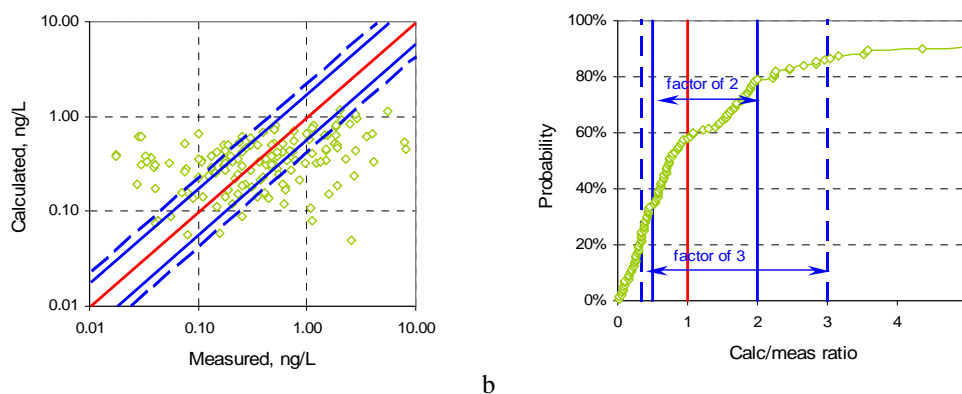 10.00
1.00
0.10
0.01
Calculated, ng/L
0.01 0.10 1.00 10.00
Measured, ng/L
100%
80%
60%
40%
20%
0%
Probability
factor of 2
factor of 3
0 1 2 3 4
Calc/meas ratio
b